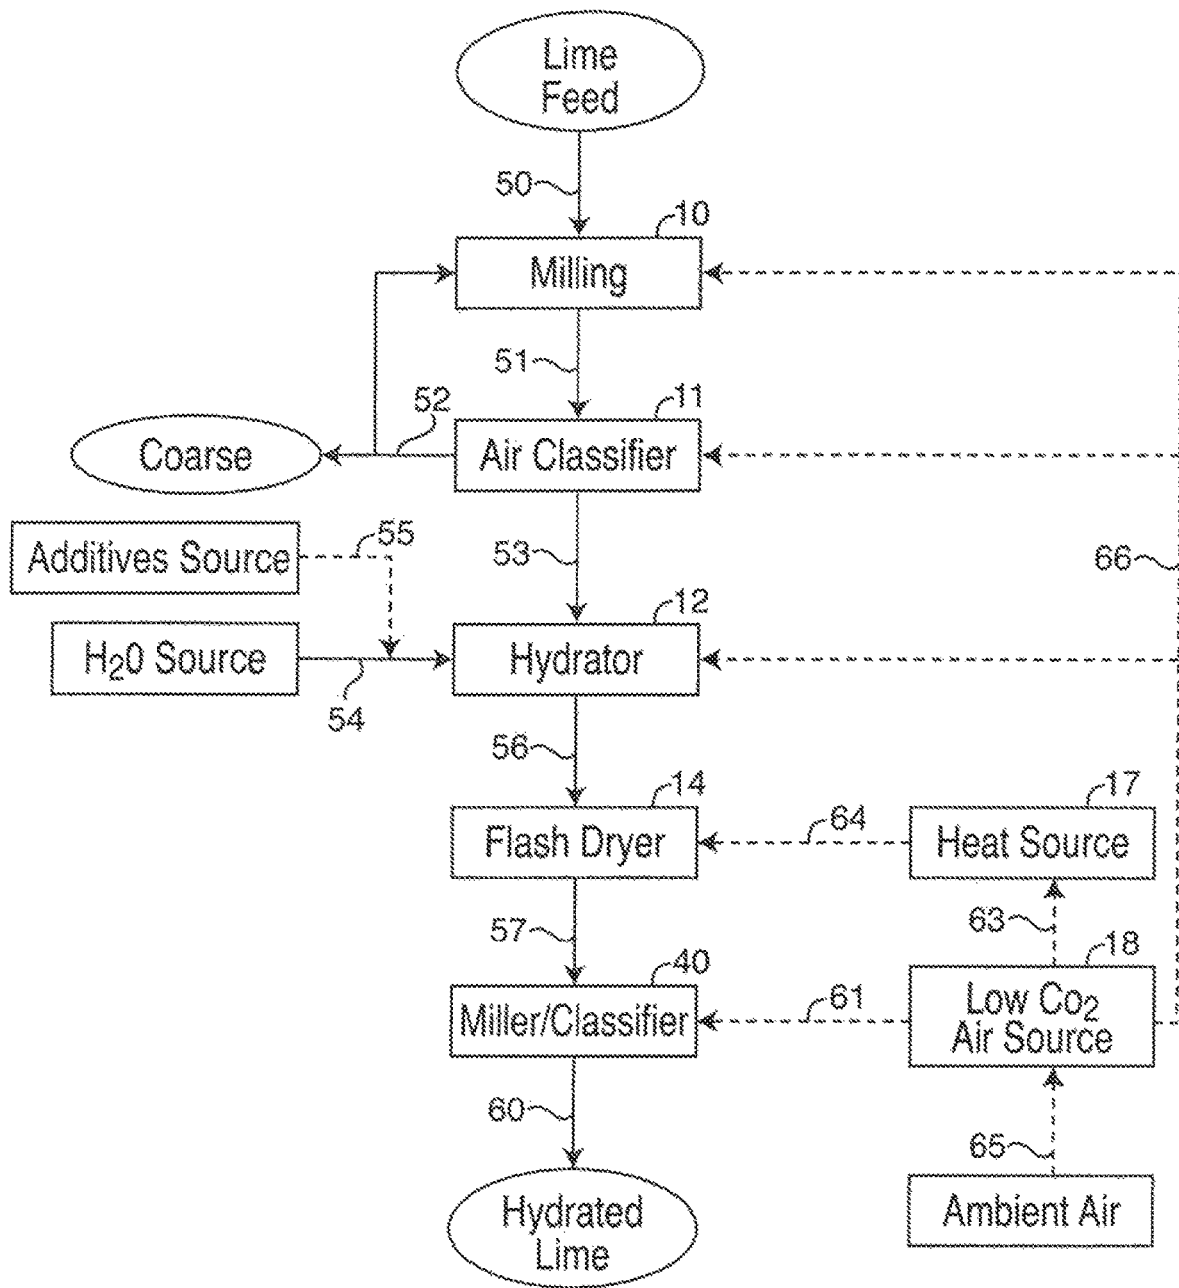 Lime
Feed
50
10
Milling
51
11
52
Coarse
Air Classifier
55
Additives Source
53
66
12
H₂0 Source
Hydrator
54
56
14
17
64
Flash Dryer
Heat Source
57
63
18
40
61
Miller/Classifier
Low Co₂
Air Source
60
65
Hydrated
Lime
Ambient Air